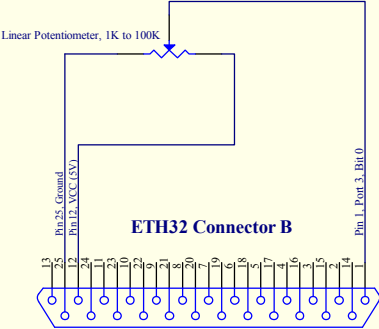 Linear Potentiometer, 1K to 100K
Pin 25, Ground
Pin 12, VCC (5V)
Pin 1, Port 3, Bit 0
ETH32 Connector B
13 25 12 24 11 23 10 22 9 21 8 20 7 19 6 18 5 17 4 16 3 15 2 14 1